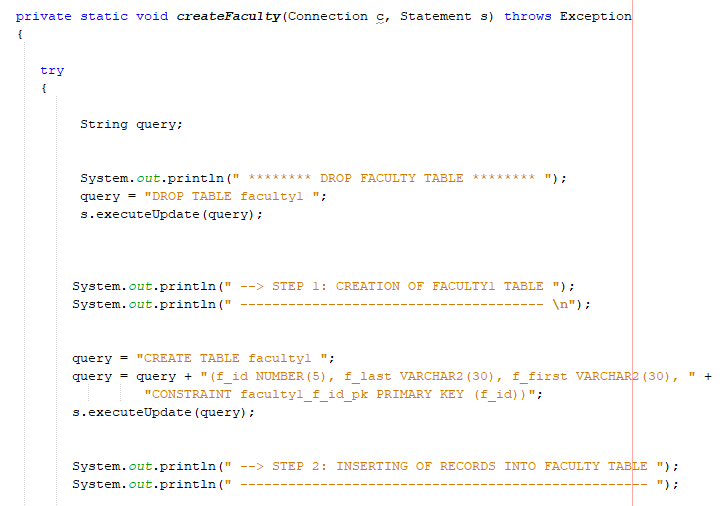 private static void createFaculty(Connection c, Statement s) throws Exception
{
try
{
String query;
System.out.println(" ******** DROP FACULTY TABLE ******** ");
query = "DROP TABLE faculty1 ";
s.executeUpdate(query);
System.out.println(" --> STEP 1: CREATION OF FACULTY1 TABLE ");
System.out.println(" -------------------------------------- \n");
query = "CREATE TABLE faculty1 ";
query = query + "(f_id NUMBER(5), f_last VARCHAR2(30), f_first VARCHAR2(30), " +
"CONSTRAINT faculty1_f_id_pk PRIMARY KEY (f_id))";
s.executeUpdate(query);
System.out.println(" --> STEP 2: INSERTING OF RECORDS INTO FACULTY TABLE ");
System.out.println(" --------------------------------------------------- ");